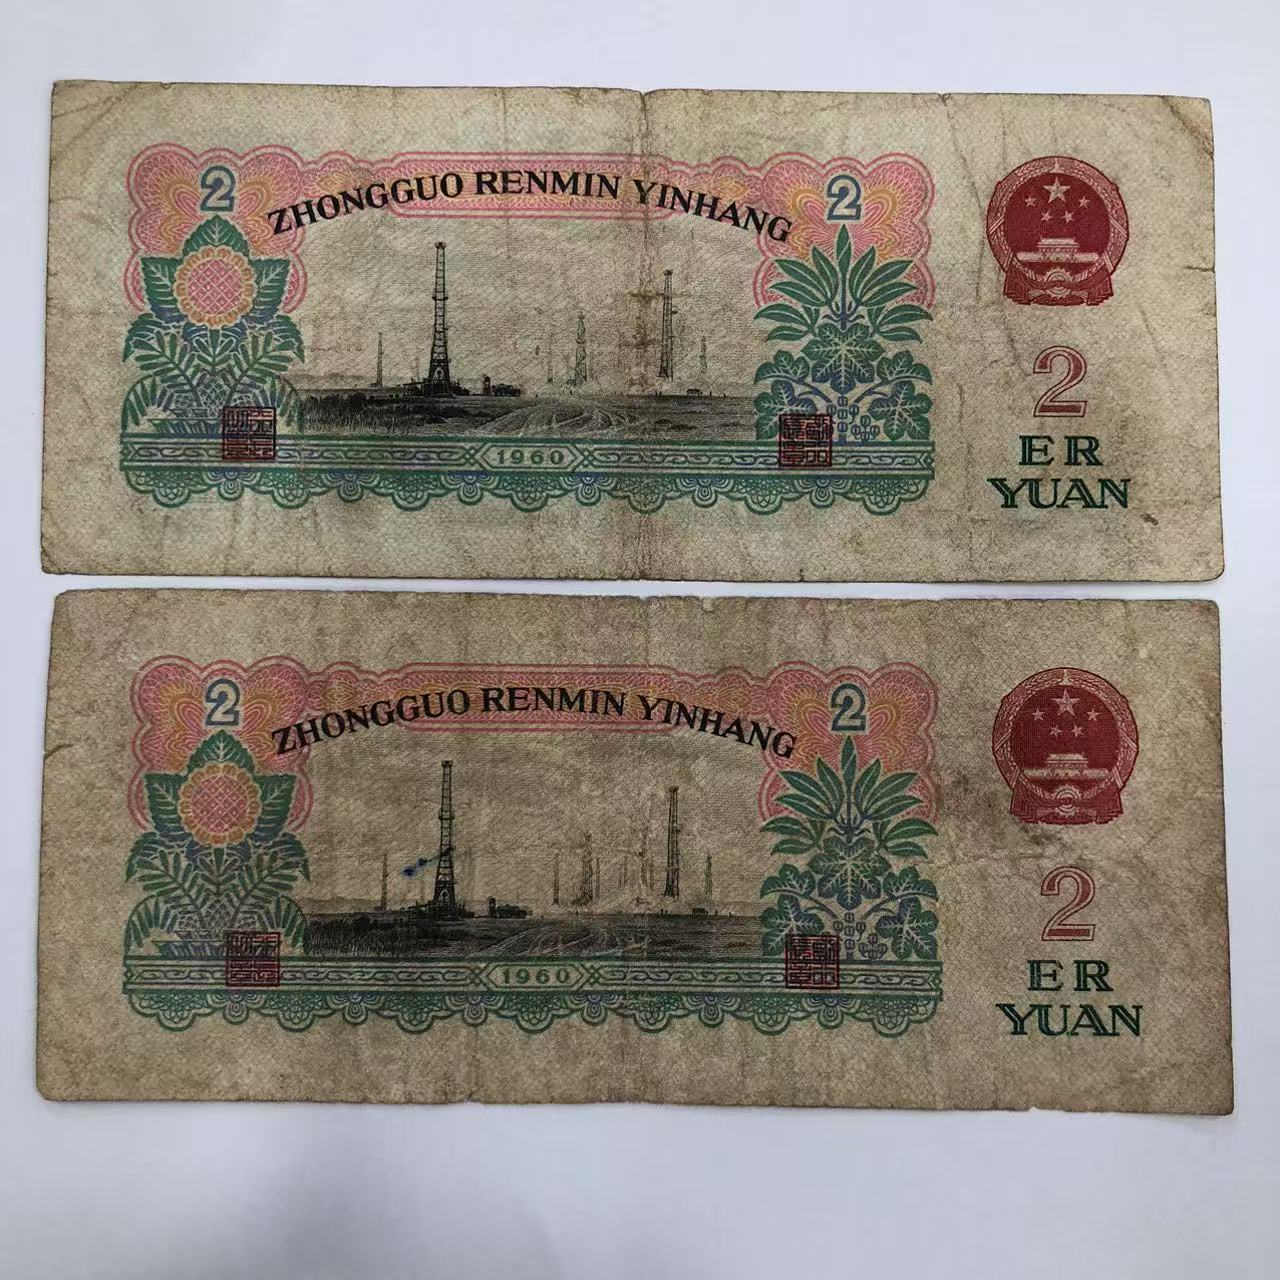 2 2
ZHONGGUO RENMIN YINHANG
2
1960
ER
YUAN
2 2
ZHONGGUO RENMIN YINHANG
2
1960
ER
YUAN